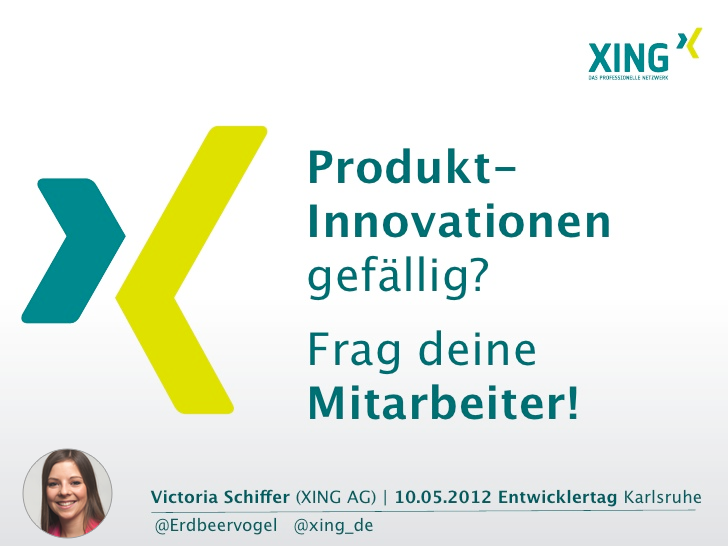 XING
DAS PROFESSIONELLE NETZWERK
Produkt-
Innovationen
gefällig?
Frag deine
Mitarbeiter!
Victoria Schiffer (XING AG) | 10.05.2012 Entwicklertag Karlsruhe
@Erdbeervogel @xing_de